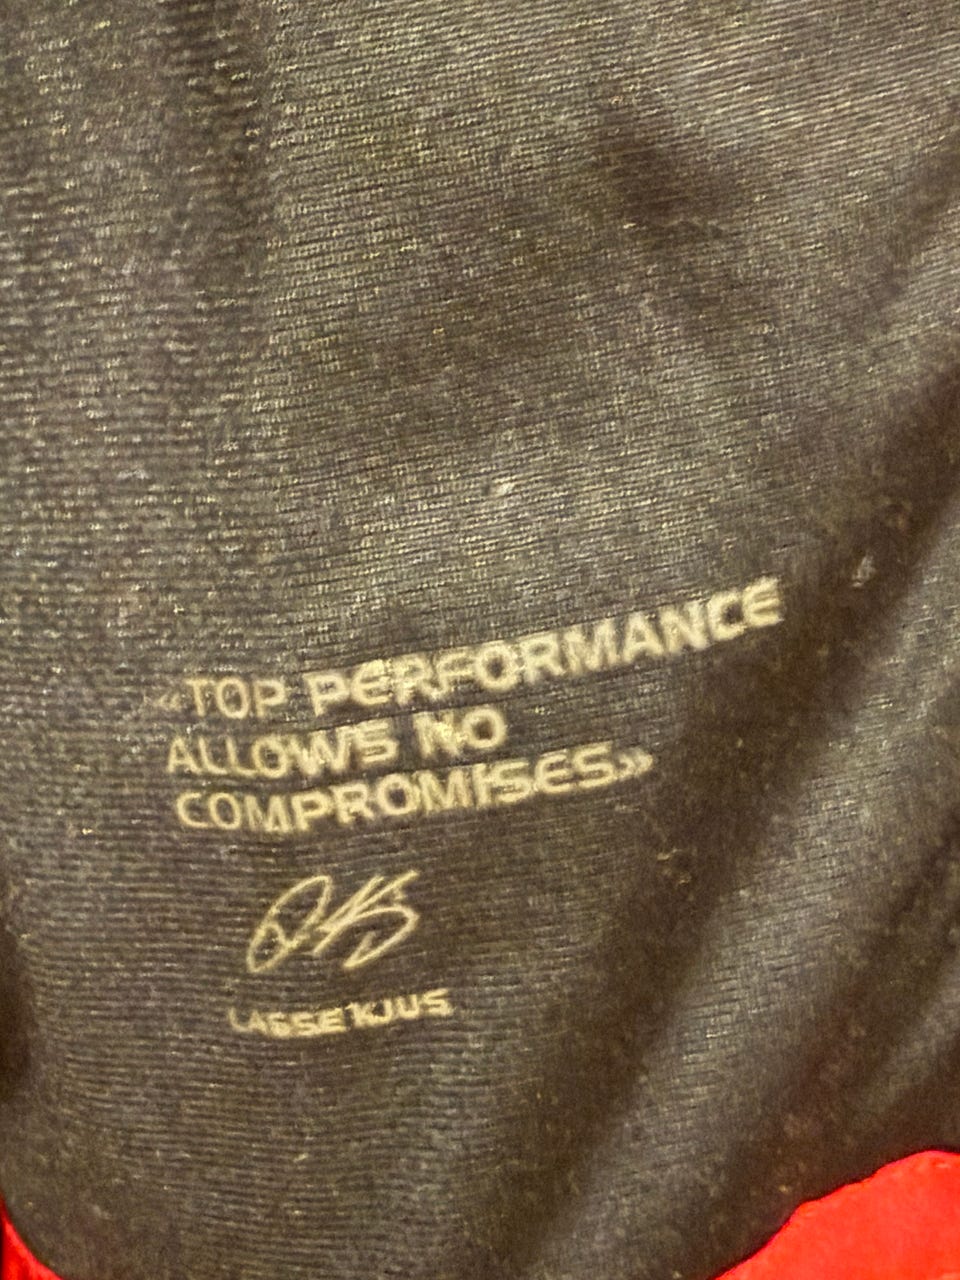 «TOP PERFORMANCE
ALLOWS NO
COMPROMISES»
LASSE KJUS